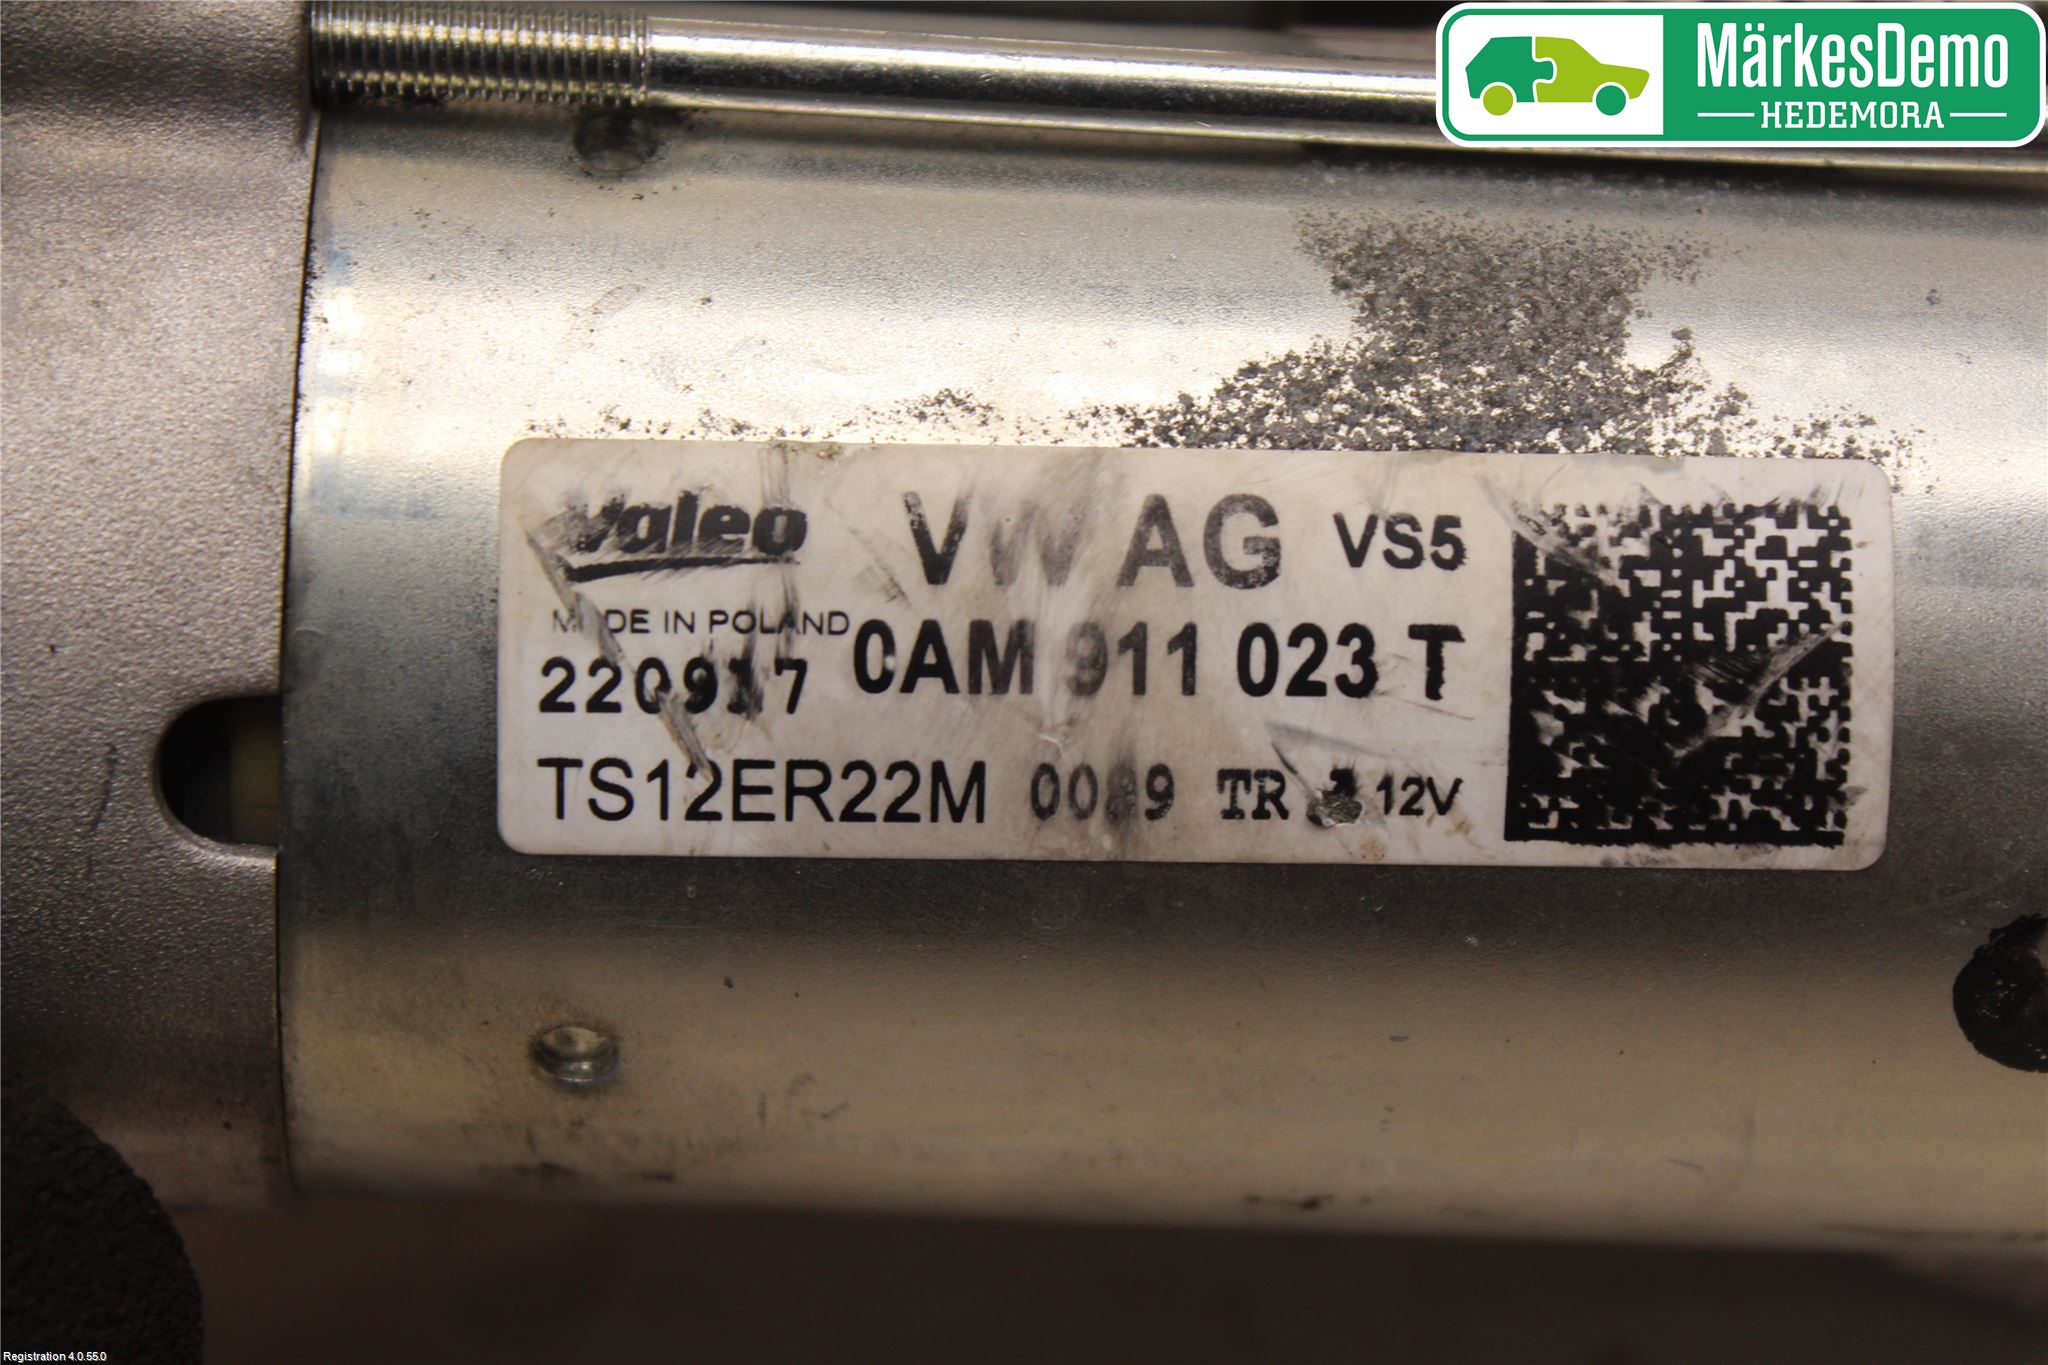 MärkesDemo
HEDEMORA
Valeo VW AG VS5
MADE IN POLAND
220917 0AM 911 023 T
TS12ER22M TR 12V
Registration 4.0.55.0